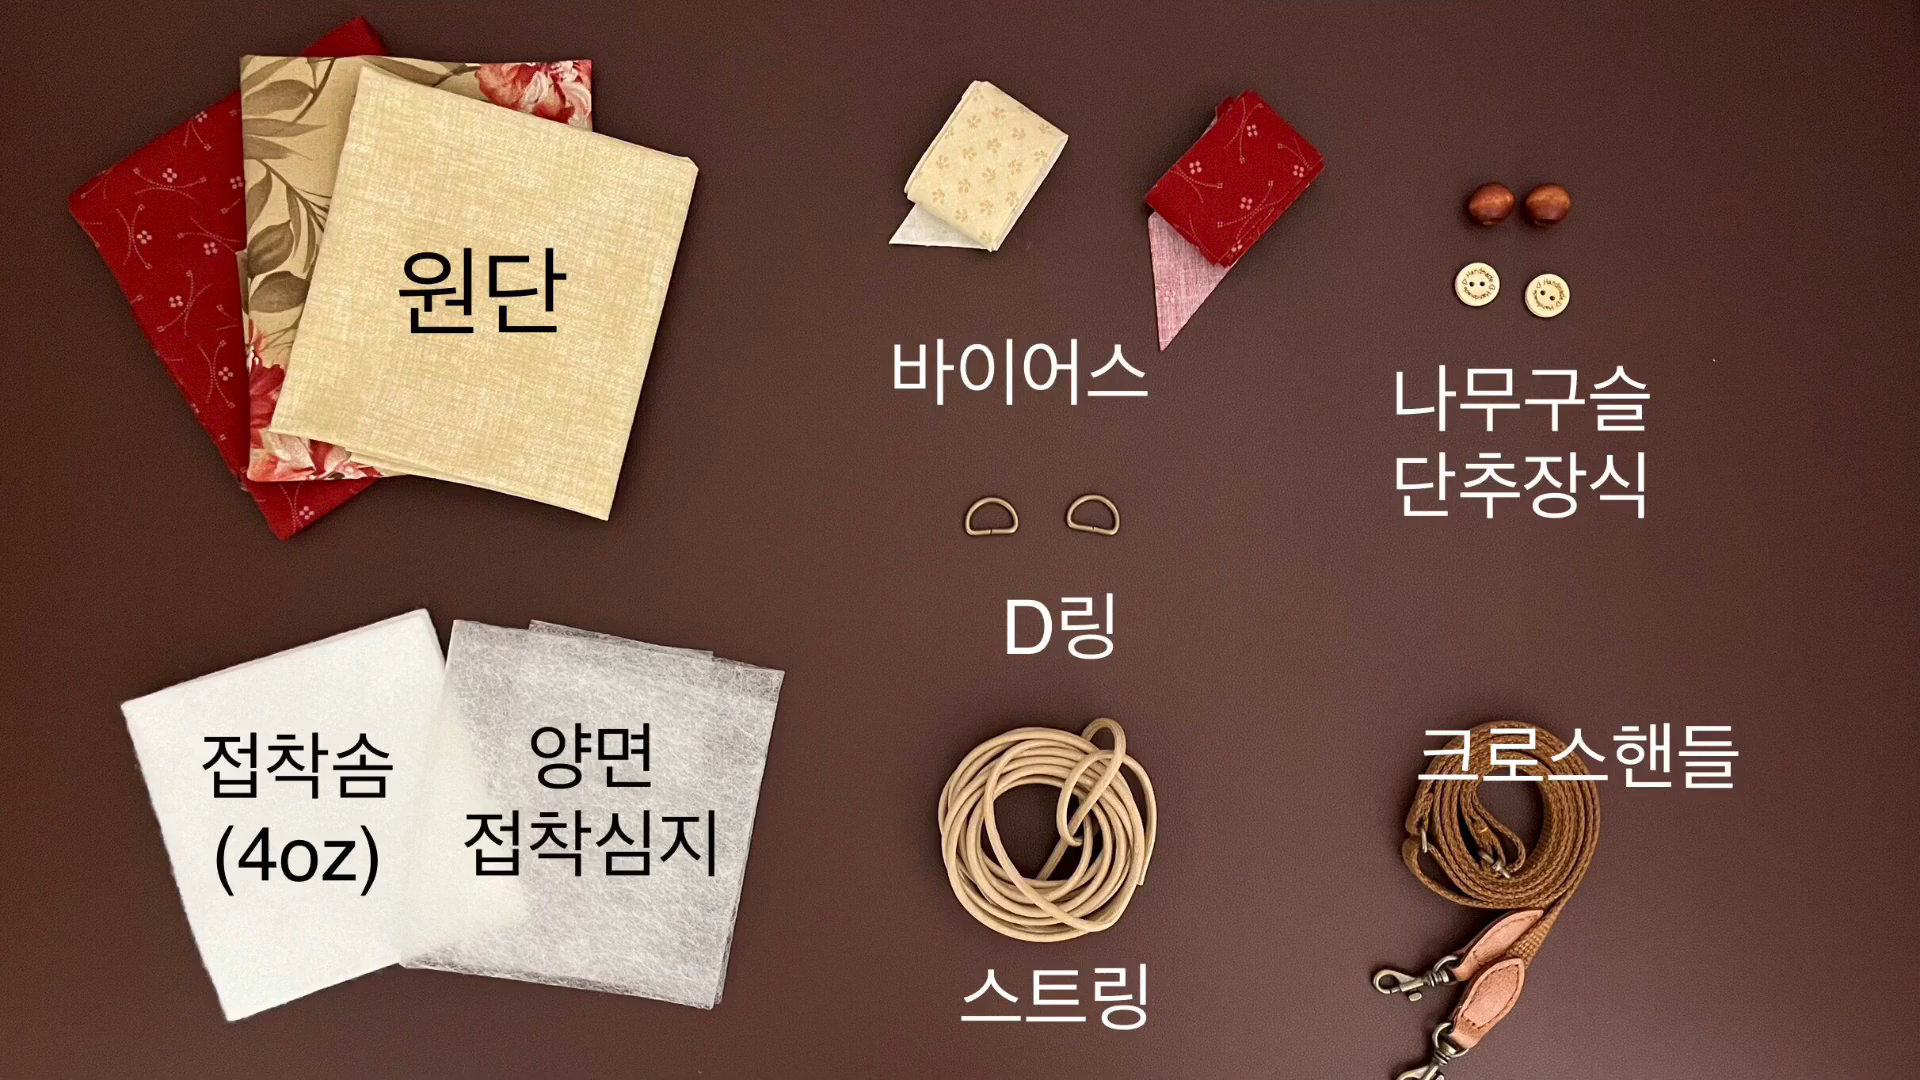 원단
바이어스
나무구슬
단추장식
D링
접착솜
(4oz)
양면
접착심지
스트링
크로스핸들